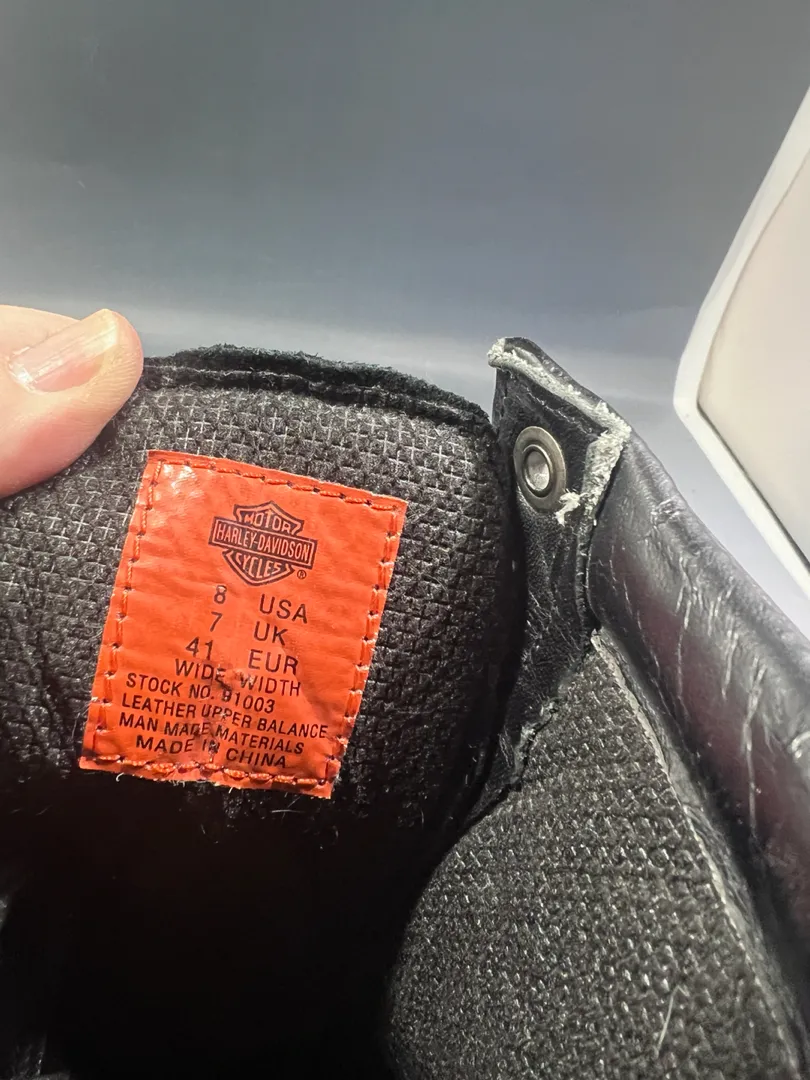 MOTOR
HARLEY-DAVIDSON
CYCLES
®
8 USA
7 UK
41 EUR
WIDE WIDTH
STOCK NO. 91003
LEATHER UPPER BALANCE
MAN MADE MATERIALS
MADE IN CHINA